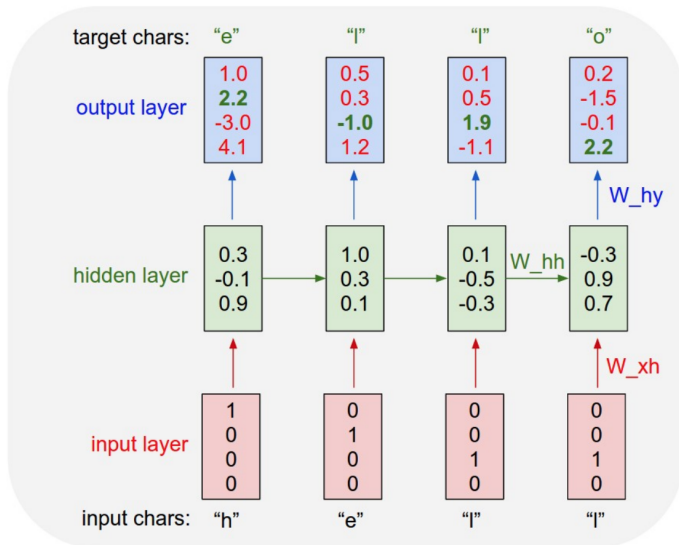 target chars: “e” “l” “l” “o”
1.0 0.5 0.1 0.2
2.2 0.3 0.5 -1.5
output layer
-3.0 -1.0 1.9 -0.1
4.1 1.2 -1.1 2.2
W_hy
0.3 1.0 0.1 -0.3
W_hh
hidden layer -0.1 0.3 -0.5 0.9
0.9 0.1 -0.3 0.7
W_xh
1 0 0 0
0 1 0 0
input layer
0 0 1 1
0 0 0 0
input chars: “h” “e” “l” “l”